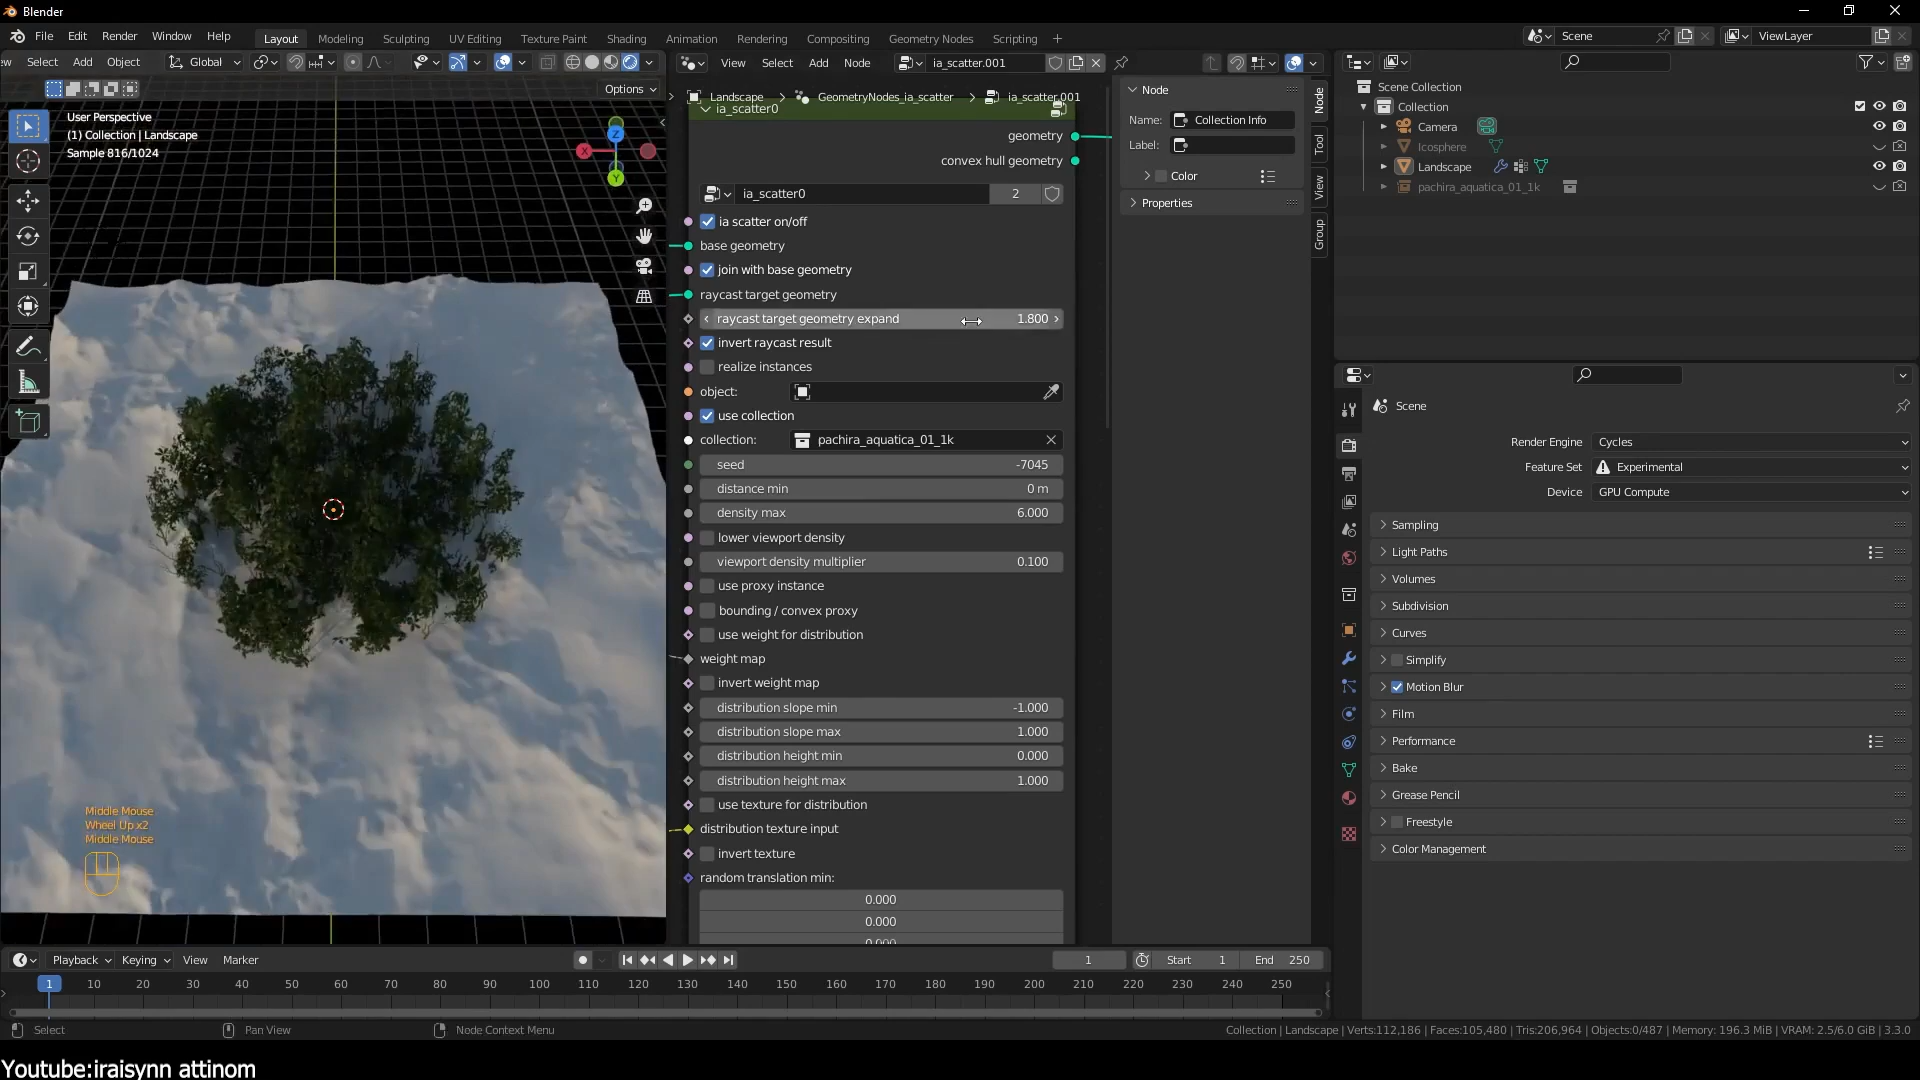 Blender
File Edit Render Window Help
Layout Modeling Sculpting UV Editing Texture Paint Shading Animation Rendering Compositing Geometry Nodes Scripting +
Scene
ViewLayer
ew Select Add Object
Global
View Select Add Node
ia_scatter.001
Options
User Perspective
(1) Collection | Landscape
Sample 816/1024
Z
X
Y
Landscape > GeometryNodes_ia_scatter > ia_scatter.001
ia_scatter0
geometry
convex hull geometry
ia_scatter0 2
ia scatter on/off
base geometry
join with base geometry
raycast target geometry
raycast target geometry expand 1.800
invert raycast result
realize instances
object:
use collection
collection: pachira_aquatica_01_1k
seed -7045
distance min 0 m
density max 6.000
lower viewport density
viewport density multiplier 0.100
use proxy instance
bounding / convex proxy
use weight for distribution
weight map
invert weight map
distribution slope min -1.000
distribution slope max 1.000
distribution height min 0.000
distribution height max 1.000
use texture for distribution
distribution texture input
invert texture
random translation min:
0.000
0.000
0.000
Node
Name: Collection Info
Label:
Color
Properties
Node
Tool
View
Group
Scene Collection
Collection
Camera
Icosphere
Landscape
pachira_aquatica_01_1k
Scene
Render Engine Cycles
Feature Set Experimental
Device GPU Compute
Sampling
Light Paths
Volumes
Subdivision
Curves
Simplify
Motion Blur
Film
Performance
Bake
Grease Pencil
Freestyle
Color Management
Middle Mouse
Wheel Up x2
Middle Mouse
Playback Keying View Marker
1
Start 1
End 250
1 10 20 30 40 50 60 70 80 90 100 110 120 130 140 150 160 170 180 190 200 210 220 230 240 250
Select
Pan View
Node Context Menu
Collection | Landscape | Verts:112,186 | Faces:105,480 | Tris:206,964 | Objects:0/487 | Memory: 196.3 MiB | VRAM: 2.5/6.0 GiB | 3.3.0
Youtube:iraisynn attinom